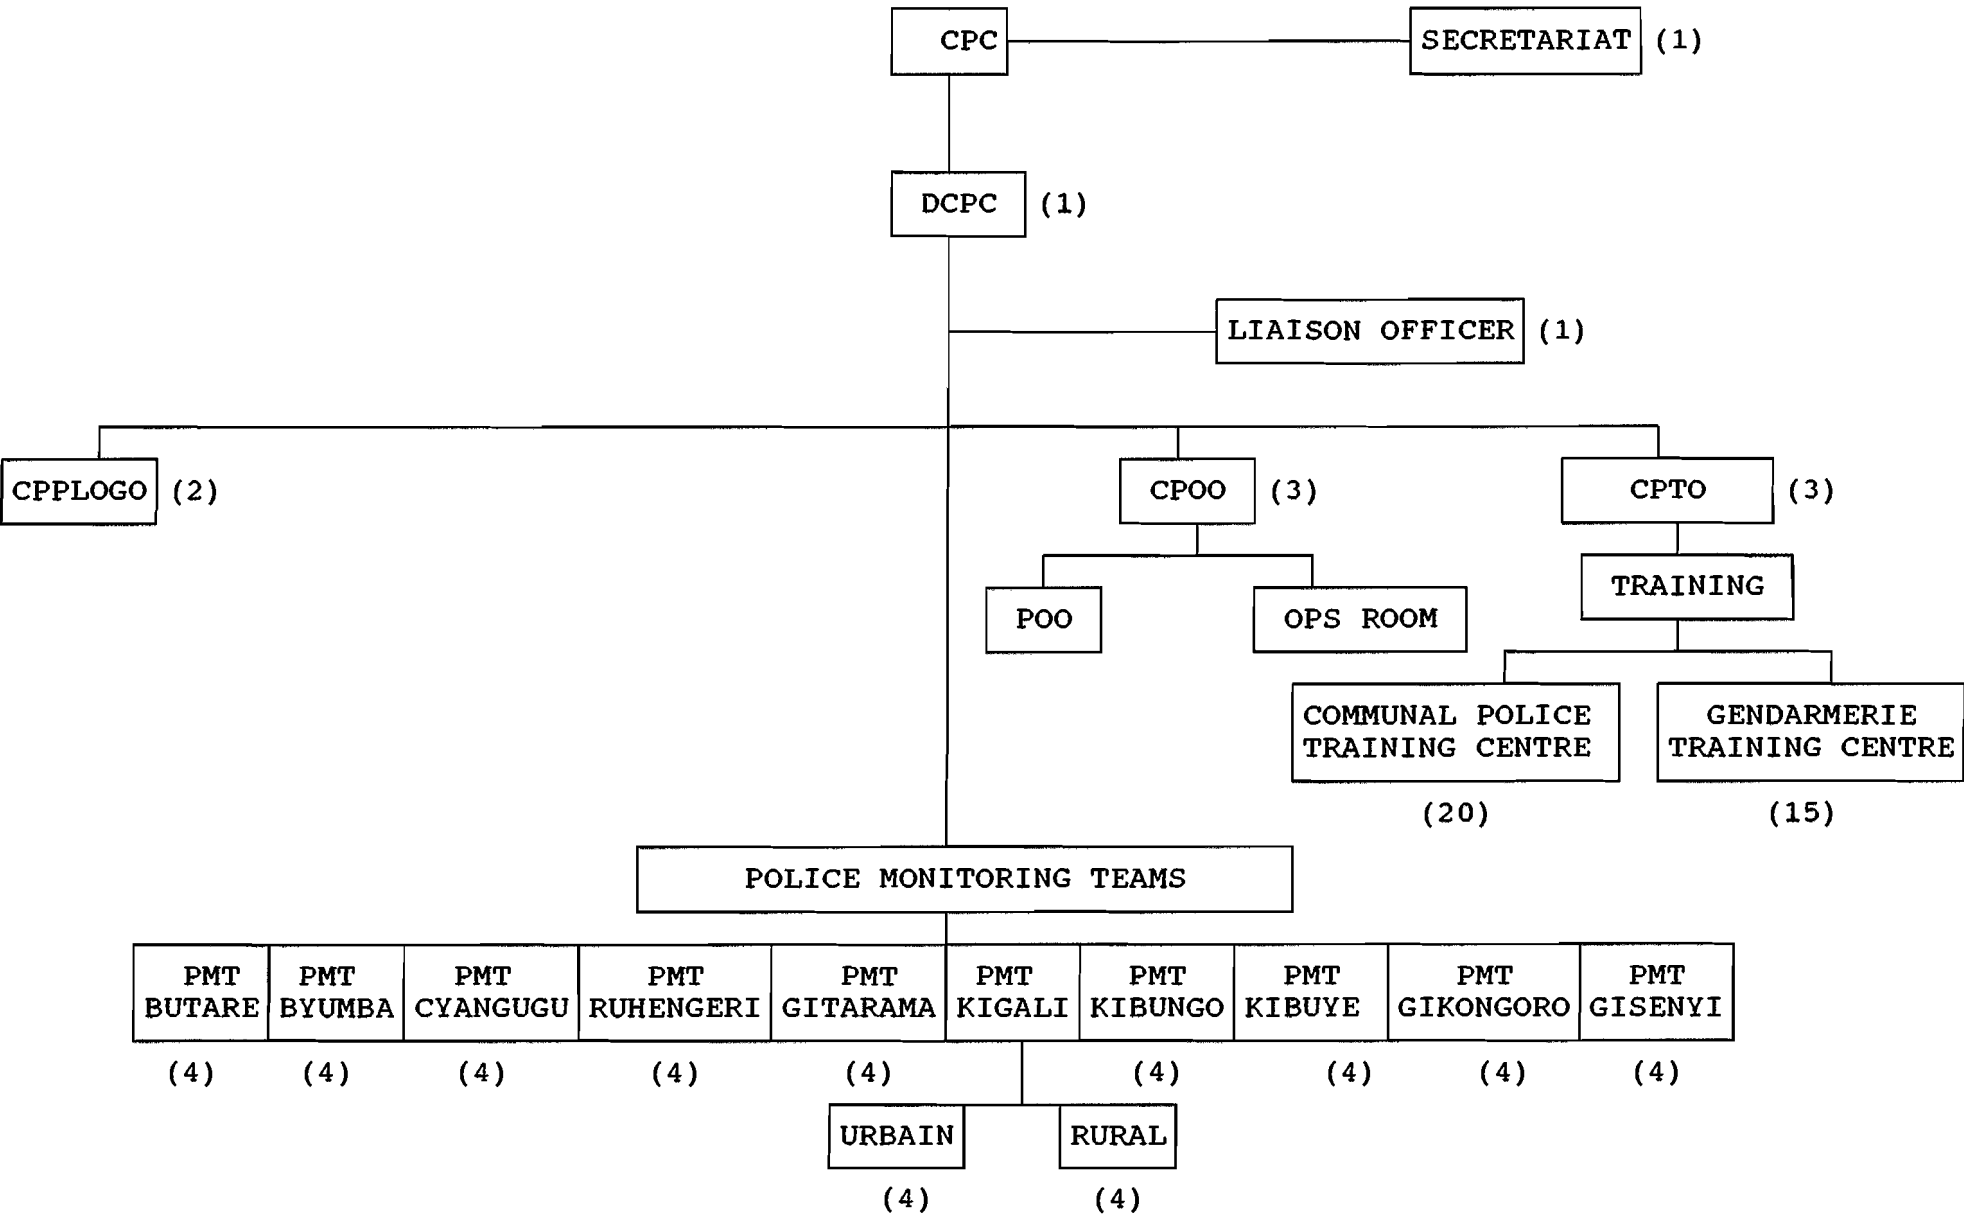 CPC
SECRETARIAT (1)
DCPC (1)
LIAISON OFFICER (1)
CPPLOGO (2)
CPOO (3)
CPTO (3)
POO
OPS ROOM
TRAINING
COMMUNAL POLICE
TRAINING CENTRE
(20)
GENDARMERIE
TRAINING CENTRE
(15)
POLICE MONITORING TEAMS
PMT
BUTARE
(4)
PMT
BYUMBA
(4)
PMT
CYANGUGU
(4)
PMT
RUHENGERI
(4)
PMT
GITARAMA
(4)
PMT
KIGALI
PMT
KIBUNGO
(4)
PMT
KIBUYE
(4)
PMT
GIKONGORO
(4)
PMT
GISENYI
(4)
URBAIN
(4)
RURAL
(4)